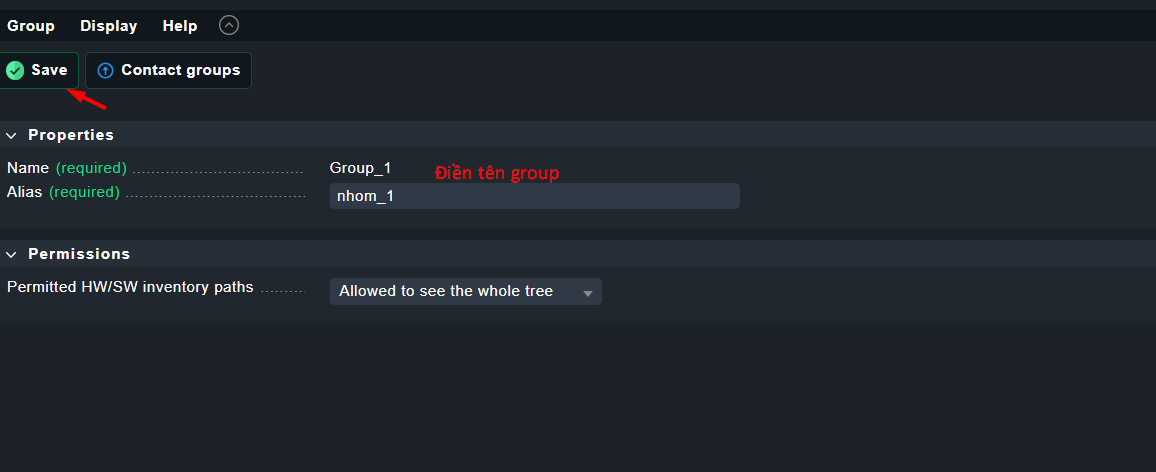 Group Display Help
Save Contact groups
Properties
Name (required) Group_1 Điền tên group
Alias (required) nhom_1
Permissions
Permitted HW/SW inventory paths Allowed to see the whole tree